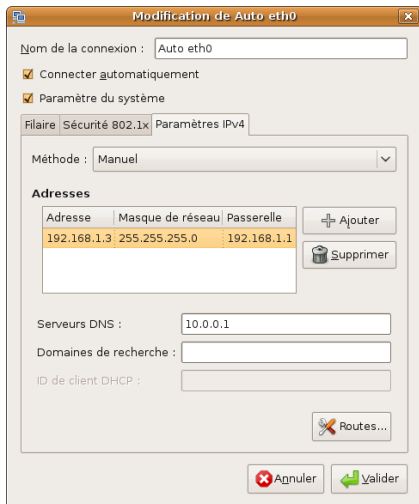 Modification de Auto eth0
Nom de la connexion : Auto eth0
Connecter automatiquement
Paramètre du système
Filaire Sécurité 802.1x Paramètres IPv4
Méthode : Manuel
Adresses
Adresse Masque de réseau Passerelle
192.168.1.3 255.255.255.0 192.168.1.1
Ajouter
Supprimer
Serveurs DNS : 10.0.0.1
Domaines de recherche :
ID de client DHCP :
Routes...
Annuler Valider